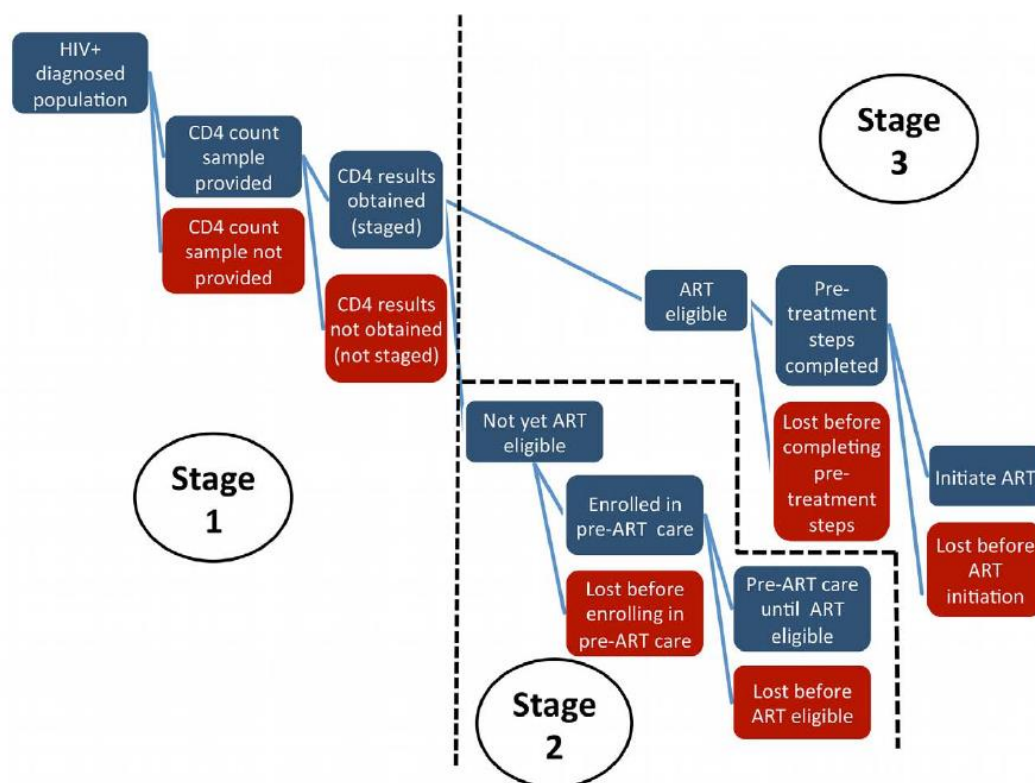 HIV+
diagnosed
population
CD4 count
sample
provided
CD4 count
sample not
provided
CD4 results
obtained
(staged)
CD4 results
not obtained
(not staged)
Stage
1
Not yet ART
eligible
Enrolled in
pre-ART care
Lost before
enrolling in
pre-ART care
Pre-ART care
until ART
eligible
Lost before
ART eligible
Stage
2
Stage
3
ART
eligible
Pre-
treatment
steps
completed
Lost before
completing
pre-
treatment
steps
Initiate ART
Lost before
ART
initiation